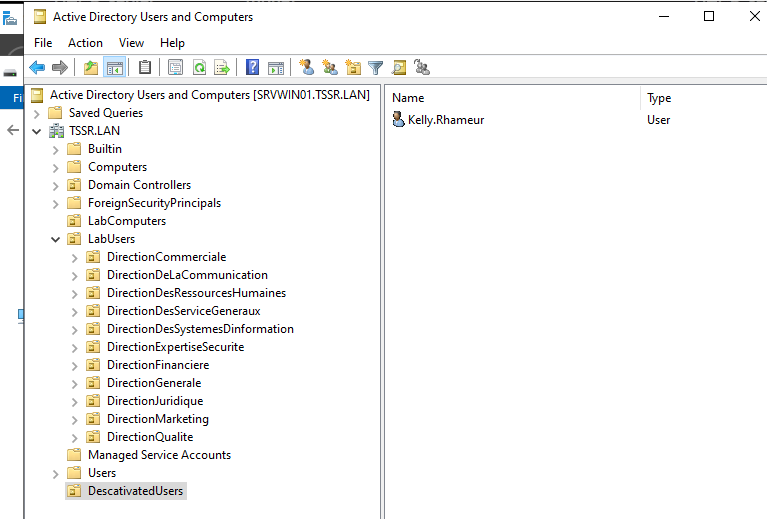 Active Directory Users and Computers
File Action View Help
Active Directory Users and Computers [SRVWIN01.TSSR.LAN]
Saved Queries
TSSR.LAN
Builtin
Computers
Domain Controllers
ForeignSecurityPrincipals
LabComputers
LabUsers
DirectionCommerciale
DirectionDeLaCommunication
DirectionDesRessourcesHumaines
DirectionDesServiceGeneraux
DirectionDesSystemesDinformation
DirectionExpertiseSecurite
DirectionFinanciere
DirectionGenerale
DirectionJuridique
DirectionMarketing
DirectionQualite
Managed Service Accounts
Users
DescativatedUsers
Name Type
Kelly.Rhameur User